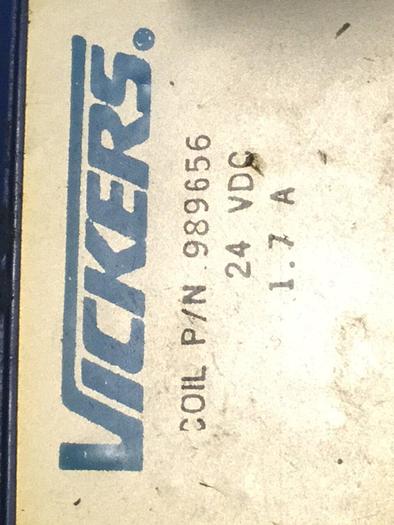 VICKERS.
COIL P/N 989656
24 VDC
1.7 A